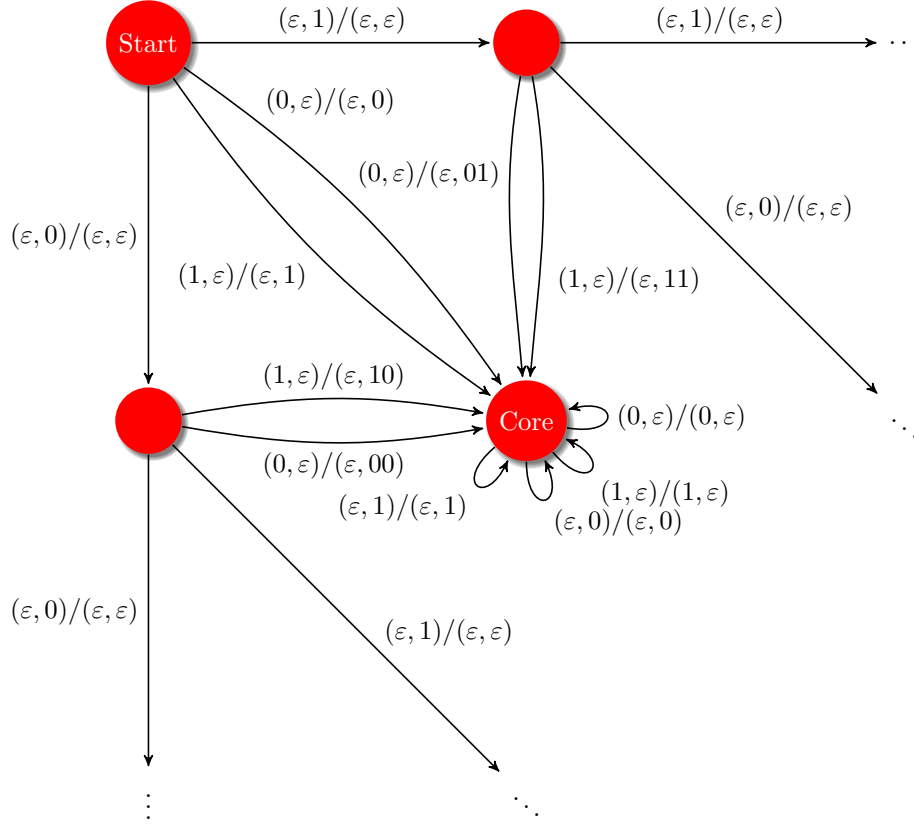 (ε, 1)/(ε, ε)
(ε, 1)/(ε, ε)
Start
· · ·
(0, ε)/(ε, 0)
(0, ε)/(ε, 01)
(ε, 0)/(ε, ε)
(ε, 0)/(ε, ε)
(1, ε)/(ε, 1)
(1, ε)/(ε, 11)
(1, ε)/(ε, 10)
Core
(0, ε)/(0, ε)
⋱
(0, ε)/(ε, 00)
(1, ε)/(1, ε)
(ε, 1)/(ε, 1)
(ε, 0)/(ε, 0)
(ε, 0)/(ε, ε)
(ε, 1)/(ε, ε)
⋮
⋱